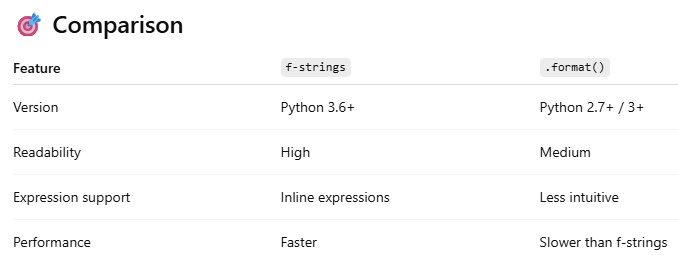 🎯 Comparison
Feature f-strings .format()
Version Python 3.6+ Python 2.7+ / 3+
Readability High Medium
Expression support Inline expressions Less intuitive
Performance Faster Slower than f-strings